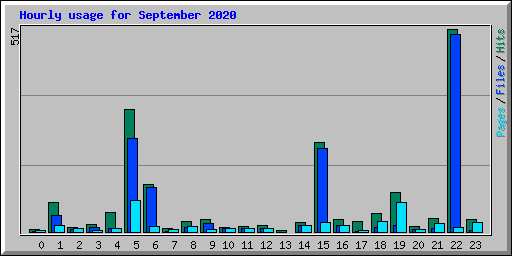 Hourly usage for September 2020
517
Pages/Files/Hits
0 1 2 3 4 5 6 7 8 9 10 11 12 13 14 15 16 17 18 19 20 21 22 23